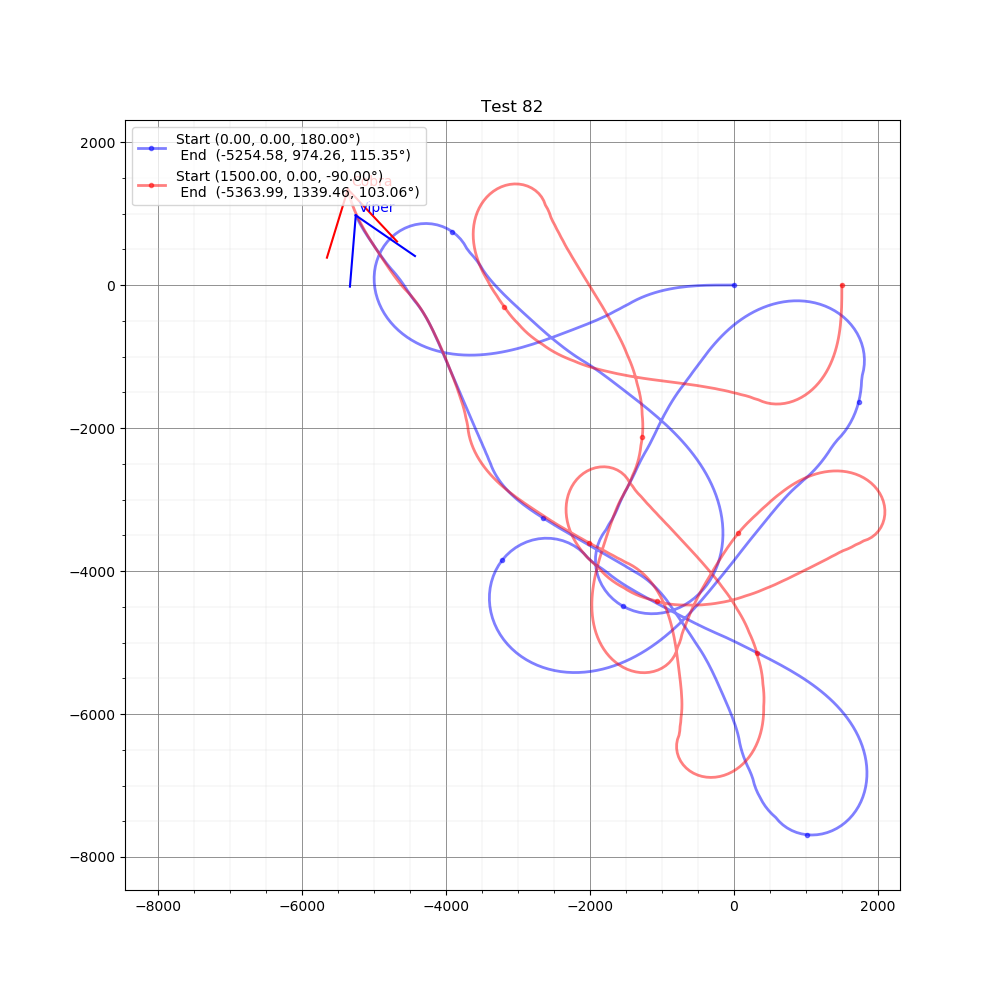 Test 82
Start (0.00, 0.00, 180.00°)
End (-5254.58, 974.26, 115.35°)
Start (1500.00, 0.00, -90.00°)
End (-5363.99, 1339.46, 103.06°)
Viper
2000
0
−2000
−4000
−6000
−8000
−8000
−6000
−4000
−2000
0
2000